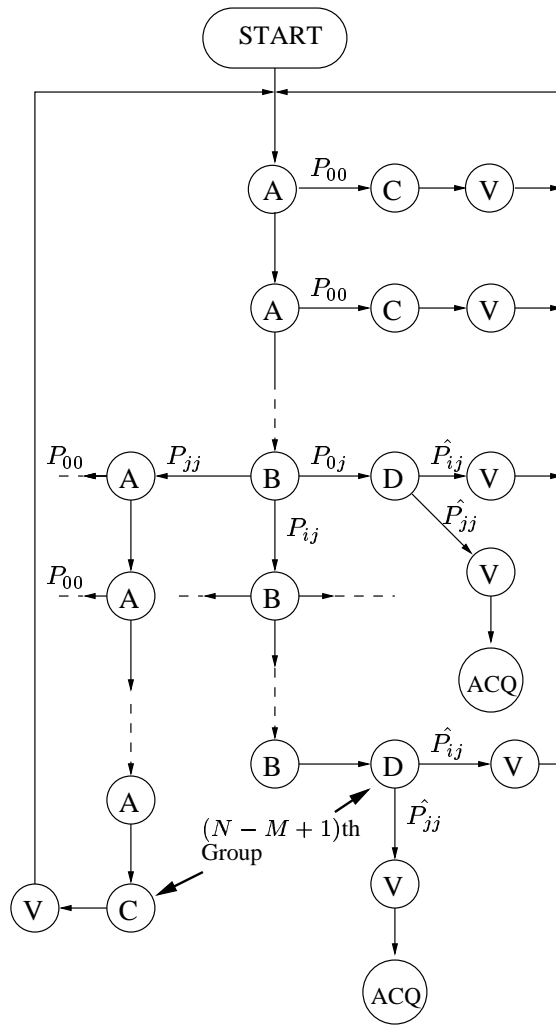 START
A P₀₀ C V
A P₀₀ C V
P₀₀ A Pⱼⱼ B P₀ⱼ D P̂ᵢⱼ V
P̂ⱼⱼ
Pᵢⱼ
V
P₀₀ A B
ACQ
B D P̂ᵢⱼ V
A
(N − M + 1)th
Group
P̂ⱼⱼ
V
V C
ACQ